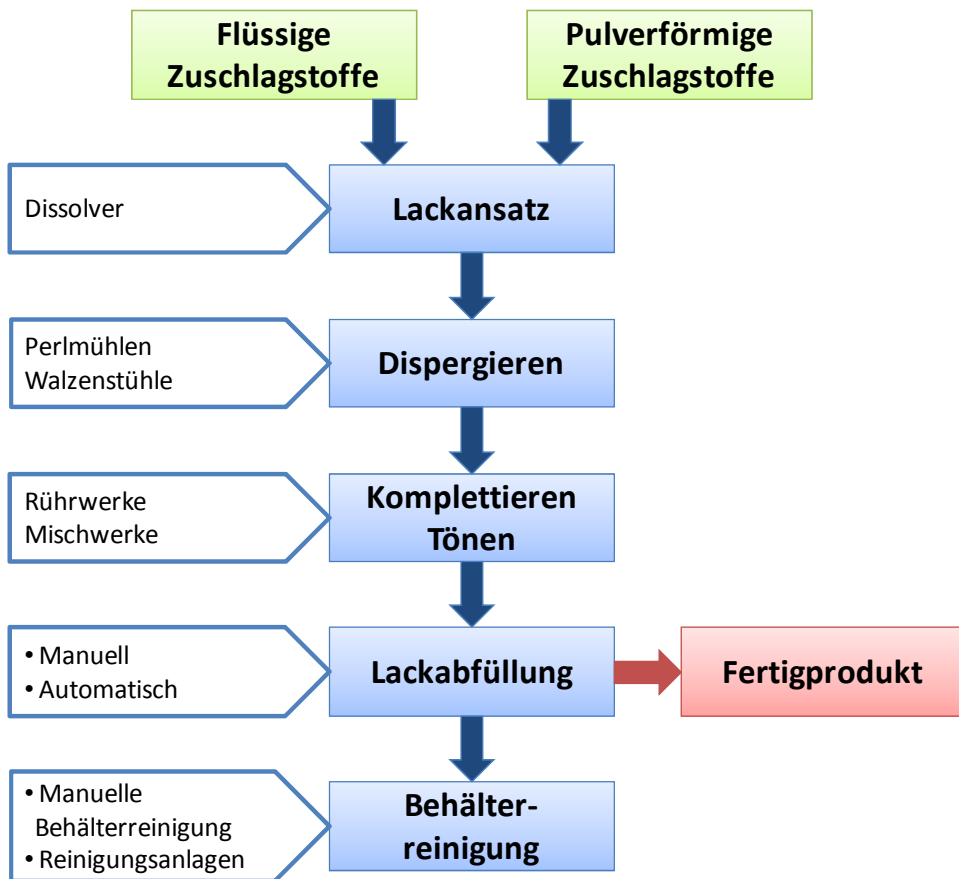 Flüssige
Zuschlagstoffe
Pulverförmige
Zuschlagstoffe
Dissolver
Lackansatz
Perlmühlen
Walzenstühle
Dispergieren
Rührwerke
Mischwerke
Komplettieren
Tönen
• Manuell
• Automatisch
Lackabfüllung
Fertigprodukt
• Manuelle
Behälterreinigung
• Reinigungsanlagen
Behälter-
reinigung